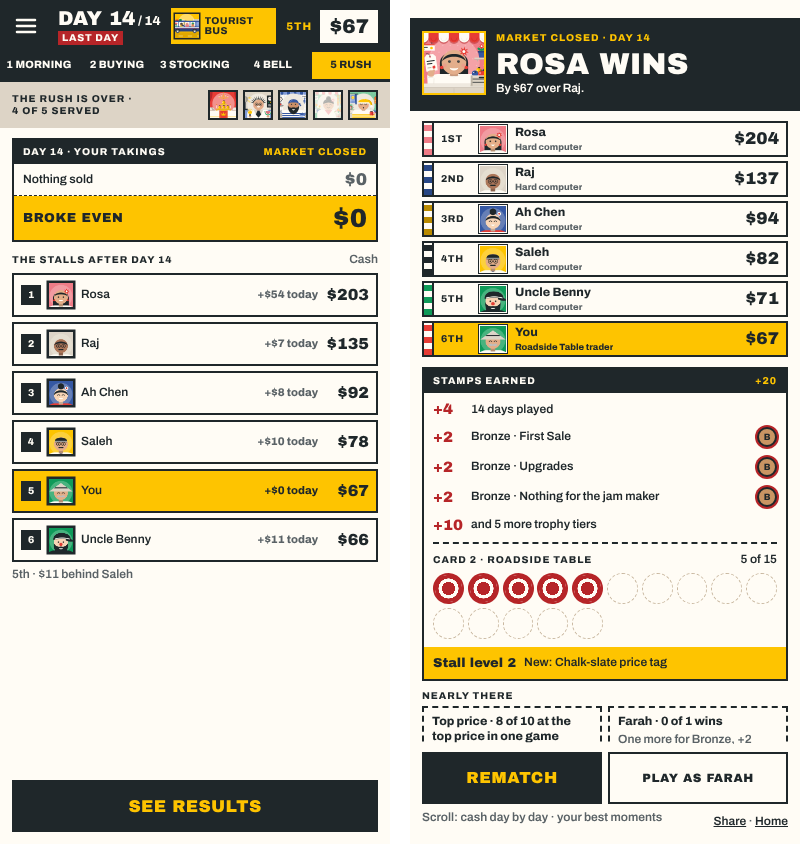 DAY 14 / 14
LAST DAY
TOURIST
BUS
5TH
$67
1 MORNING
2 BUYING
3 STOCKING
4 BELL
5 RUSH
THE RUSH IS OVER ·
4 OF 5 SERVED
DAY 14 · YOUR TAKINGS
MARKET CLOSED
Nothing sold
$0
BROKE EVEN
$0
THE STALLS AFTER DAY 14
Cash
1 Rosa +$54 today $203
2 Raj +$7 today $135
3 Ah Chen +$8 today $92
4 Saleh +$10 today $78
5 You +$0 today $67
6 Uncle Benny +$11 today $66
5th · $11 behind Saleh
SEE RESULTS
MARKET CLOSED · DAY 14
ROSA WINS
By $67 over Raj.
1ST Rosa $204
Hard computer
2ND Raj $137
Hard computer
3RD Ah Chen $94
Hard computer
4TH Saleh $82
Hard computer
5TH Uncle Benny $71
Hard computer
6TH You $67
Roadside Table trader
STAMPS EARNED +20
+4 14 days played
+2 Bronze · First Sale B
+2 Bronze · Upgrades B
+2 Bronze · Nothing for the jam maker B
+10 and 5 more trophy tiers
CARD 2 · ROADSIDE TABLE 5 of 15
Stall level 2 New: Chalk-slate price tag
NEARLY THERE
Top price · 8 of 10 at the
top price in one game
Farah · 0 of 1 wins
One more for Bronze, +2
REMATCH
PLAY AS FARAH
Scroll: cash day by day · your best moments
Share · Home